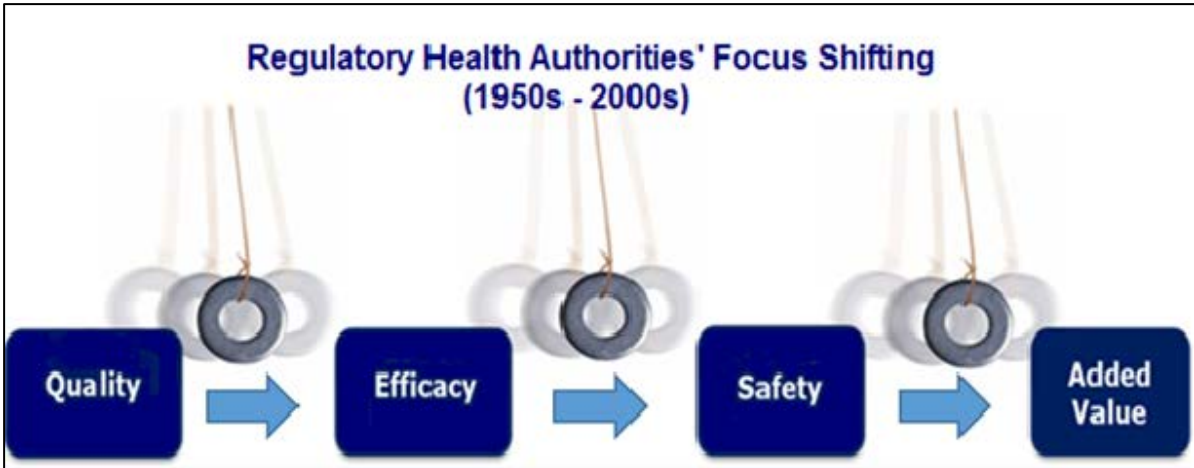 Regulatory Health Authorities' Focus Shifting
(1950s - 2000s)
Quality
Efficacy
Safety
Added
Value